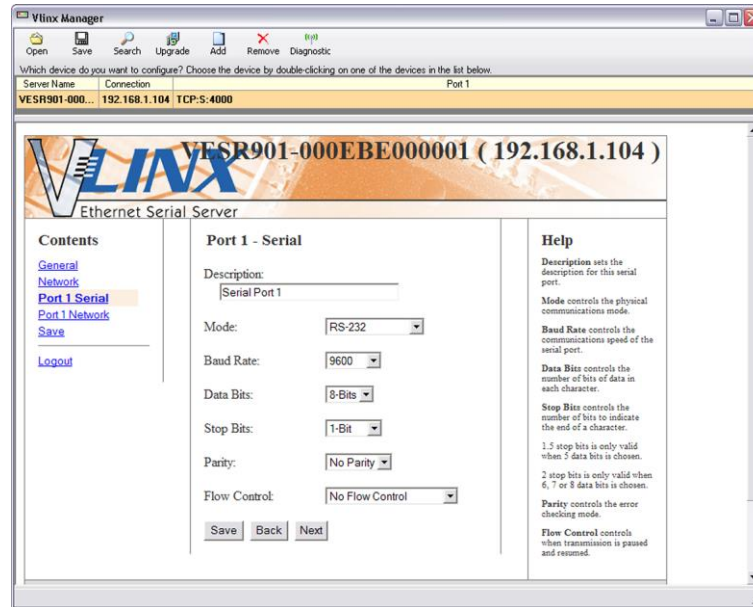 Vlinx Manager
Open Save Search Upgrade Add Remove Diagnostic
Which device do you want to configure? Choose the device by double-clicking on one of the devices in the list below.
Server Name Connection Port 1
VESR901-000... 192.168.1.104 TCP:S:4000
VESR901-000EBE000001 ( 192.168.1.104 )
VLINX
Ethernet Serial Server
Contents
General
Network
Port 1 Serial
Port 1 Network
Save
Logout
Port 1 - Serial
Description:
Serial Port 1
Mode: RS-232
Baud Rate: 9600
Data Bits: 8-Bits
Stop Bits: 1-Bit
Parity: No Parity
Flow Control: No Flow Control
Save Back Next
Help
Description sets the
description for this serial
port.
Mode controls the physical
communications mode.
Baud Rate controls the
communications speed of the
serial port.
Data Bits controls the
number of bits of data in
each character.
Stop Bits controls the
number of bits to indicate
the end of a character.
1.5 stop bits is only valid
when 5 data bits is chosen.
2 stop bits is only valid when
6, 7 or 8 data bits is chosen.
Parity controls the error
checking mode.
Flow Control controls
when transmission is paused
and resumed.